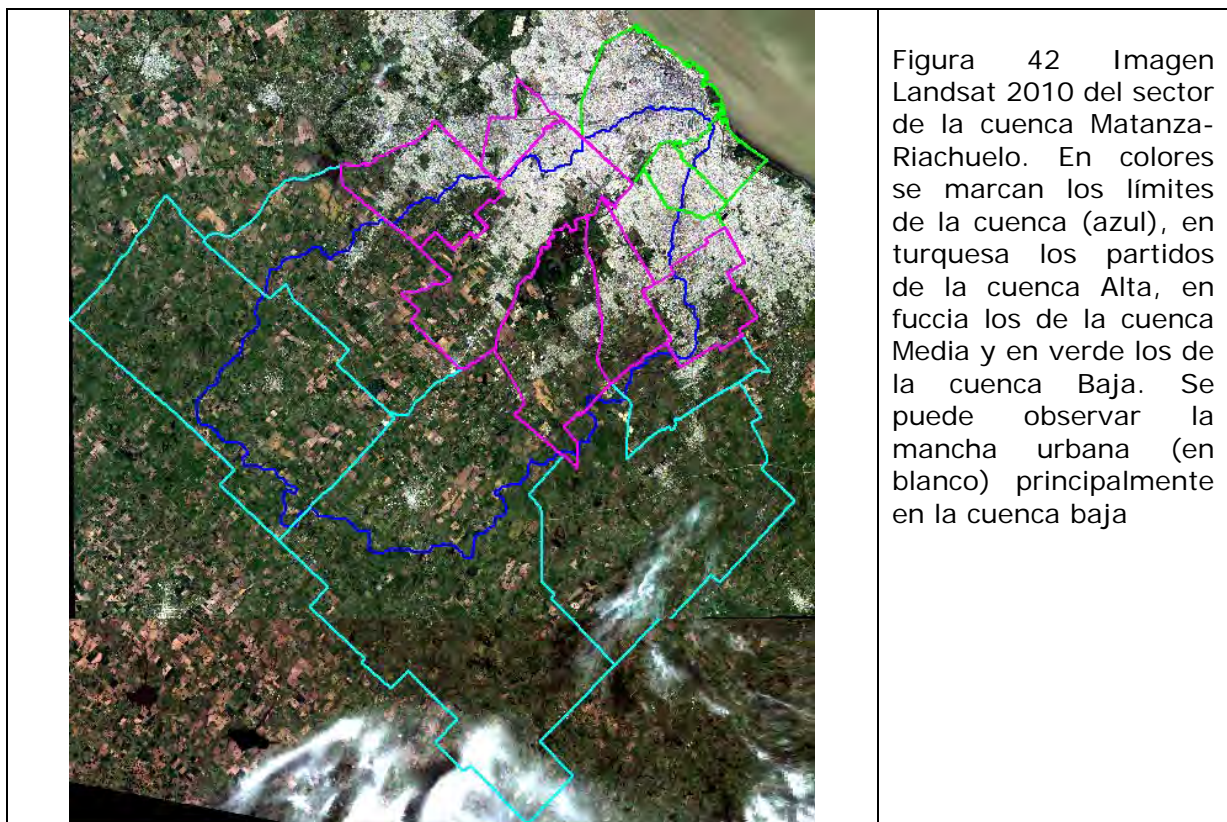 Figura 42 Imagen
Landsat 2010 del sector
de la cuenca Matanza-
Riachuelo. En colores
se marcan los límites
de la cuenca (azul), en
turquesa los partidos
de la cuenca Alta, en
fuccia los de la cuenca
Media y en verde los de
la cuenca Baja. Se
puede observar la
mancha urbana (en
blanco) principalmente
en la cuenca baja